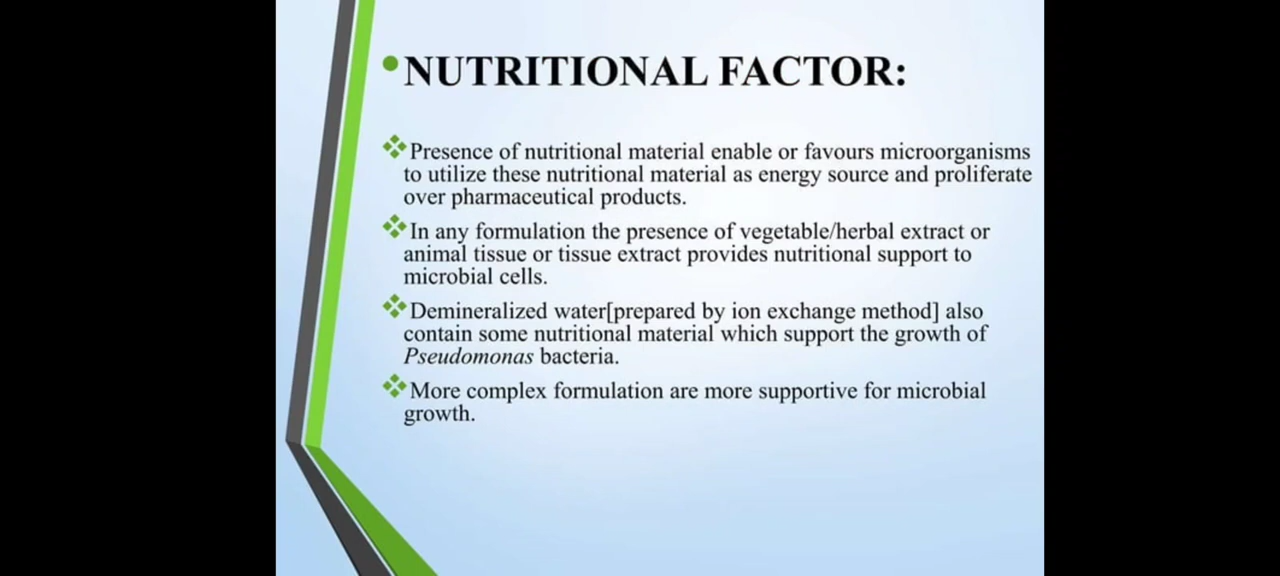 •NUTRITIONAL FACTOR:
❖Presence of nutritional material enable or favours microorganisms
to utilize these nutritional material as energy source and proliferate
over pharmaceutical products.
❖In any formulation the presence of vegetable/herbal extract or
animal tissue or tissue extract provides nutritional support to
microbial cells.
❖Demineralized water[prepared by ion exchange method] also
contain some nutritional material which support the growth of
Pseudomonas bacteria.
❖More complex formulation are more supportive for microbial
growth.